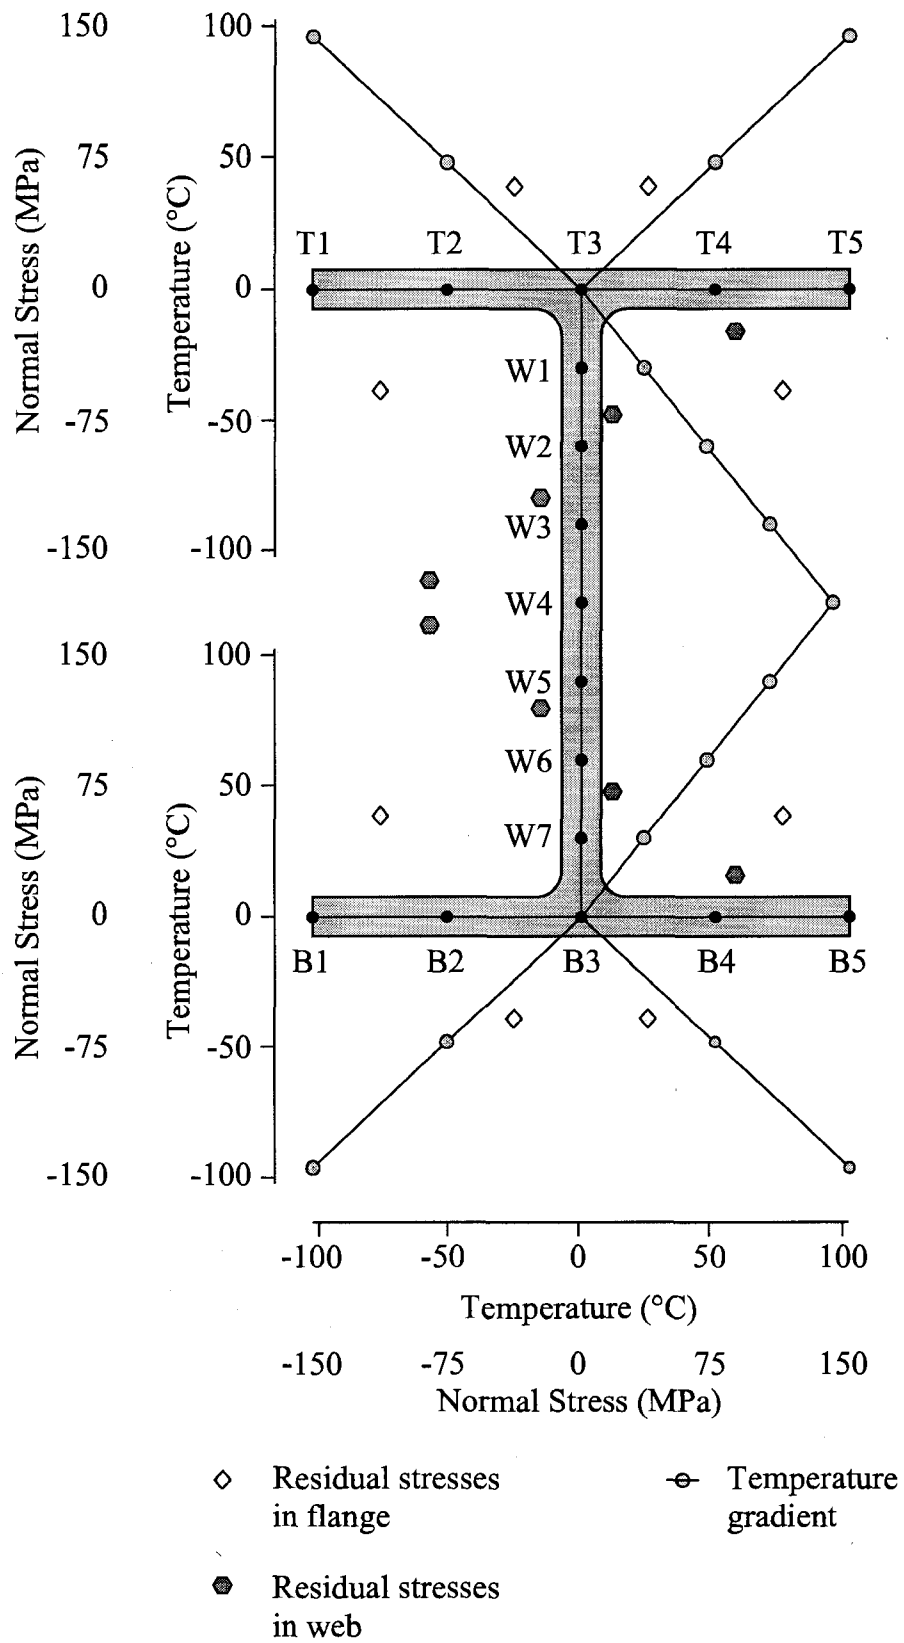 150 100
75 50
T1 T2 T3 T4 T5
0 0
Normal Stress (MPa)
Temperature (°C)
W1
-75 -50
W2
W3
-150 -100
W4
150 100
W5
W6
75 50
W7
Normal Stress (MPa)
Temperature (°C)
0 0
B1 B2 B3 B4 B5
-75 -50
-150 -100
-100 -50 0 50 100
Temperature (°C)
-150 -75 0 75 150
Normal Stress (MPa)
Residual stresses
in flange
Temperature
gradient
Residual stresses
in web